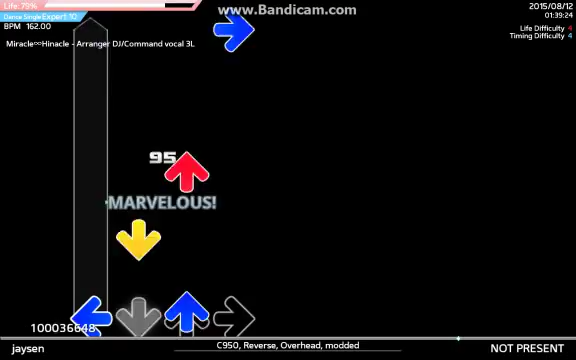 Life: 79%
www.Bandicam.com
2015/08/12
Dance Single Expert 10
01:39:24
BPM 162.00
Life Difficulty 4
Timing Difficulty 4
Miracle∞Hinacle - Arranger DJ/Command vocal 3L
95
MARVELOUS!
100036648
C950, Reverse, Overhead, modded
jaysen
NOT PRESENT